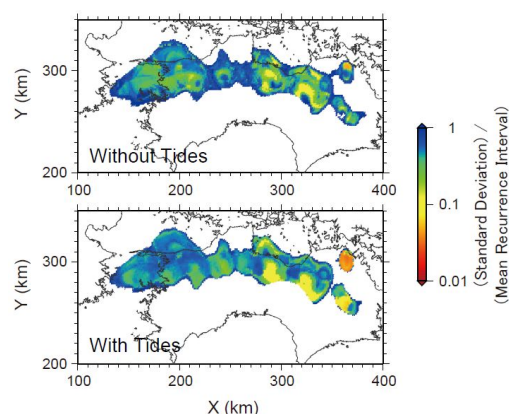 300
200
Y (km)
Without Tides
100
200
300
400
300
200
Y (km)
With Tides
100
200
300
400
X (km)
1
0.1
0.01
(Standard Deviation) /
(Mean Recurrence Interval)